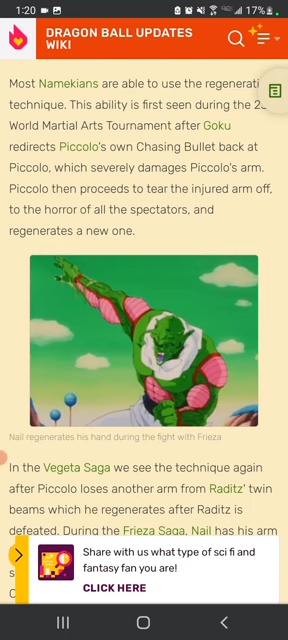 1:20
17%
DRAGON BALL UPDATES
WIKI
Most Namekians are able to use the regenerati
technique. This ability is first seen during the
World Martial Arts Tournament after Goku
redirects Piccolo's own Chasing Bullet back at
Piccolo, which severely damages Piccolo's arm.
Piccolo then proceeds to tear the injured arm off,
to the horror of all the spectators, and
regenerates a new one.
Nail regenerates his hand during the fight with Frieza
In the Vegeta Saga we see the technique again
after Piccolo loses another arm from Raditz' twin
beams which he regenerates after Raditz is
defeated. During the Frieza Saga, Nail has his arm
Share with us what type of sci fi and
fantasy fan you are!
CLICK HERE